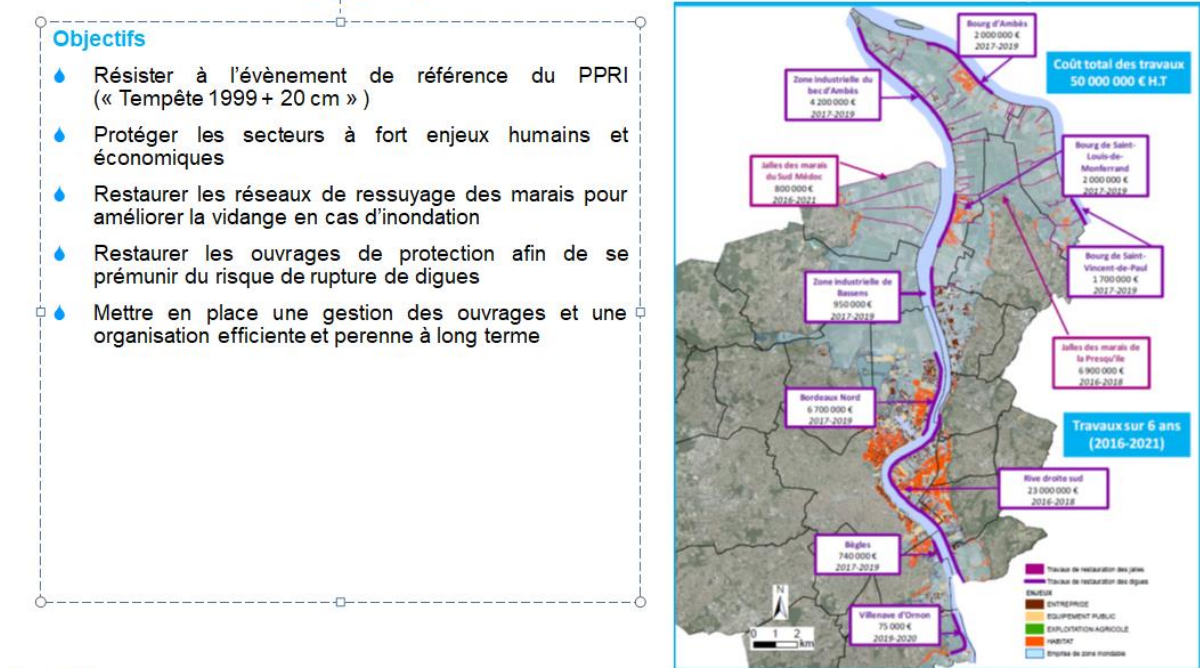 Objectifs
Résister à l'évènement de référence du PPRI
(« Tempête 1999 + 20 cm » )
Protéger les secteurs à fort enjeux humains et
économiques
Restaurer les réseaux de ressuyage des marais pour
améliorer la vidange en cas d'inondation
Restaurer les ouvrages de protection afin de se
prémunir du risque de rupture de digues
Mettre en place une gestion des ouvrages et une
organisation efficiente et perenne à long terme
Bourg d'Ambès
2 000 000 €
2017-2019
Coût total des travaux
50 000 000 € H.T
Zone industrielle du
bec d'Ambès
4 200 000 €
2017-2019
Bourg de Saint-
Louis-de-
Monferrand
2 000 000 €
2017-2019
Jalles des marais
du Sud Médoc
800 000 €
2016-2021
Bourg de Saint-
Vincent-de-Paul
1 700 000 €
2017-2019
Zone industrielle de
Bassens
950 000 €
2017-2019
Jalles des marais de
la Presqu'île
6 900 000 €
2016-2018
Bordeaux Nord
6 700 000 €
2017-2019
Travaux sur 6 ans
(2016-2021)
Rive droite sud
23 000 000 €
2016-2018
Bègles
740 000 €
2017-2019
Villenave d'Ornon
75 000 €
2019-2020
N
0 1 2
km
Travaux de restauration des jalles
Travaux de restauration des digues
ENJEUX
ENTREPRISE
EQUIPEMENT PUBLIC
EXPLOITATION AGRICOLE
HABITAT
Emprise de zone inondable